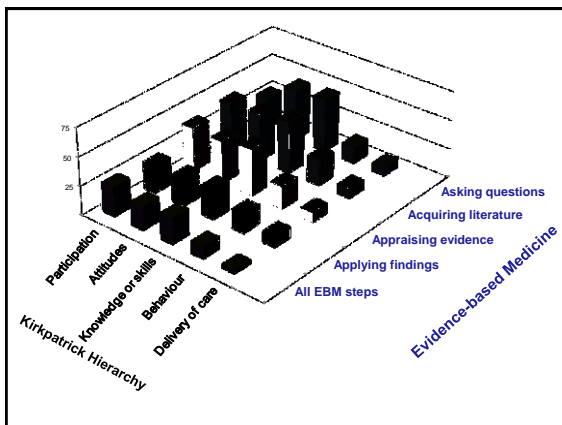 75
50
25
Participation
Attitudes
Knowledge or skills
Behaviour
Delivery of care
Kirkpatrick Hierarchy
Asking questions
Acquiring literature
Appraising evidence
Applying findings
All EBM steps
Evidence-based Medicine